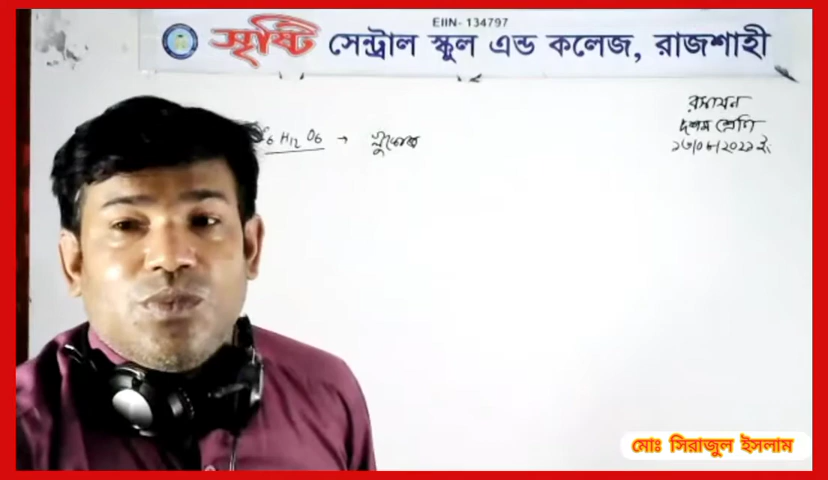 EIIN- 134797
সৃষ্টি সেন্ট্রাল স্কুল এন্ড কলেজ, রাজশাহী
রসায়ন
দশম শ্রেণি
C6 H12 O6 → গ্লুকোজ
মোঃ সিরাজুল ইসলাম